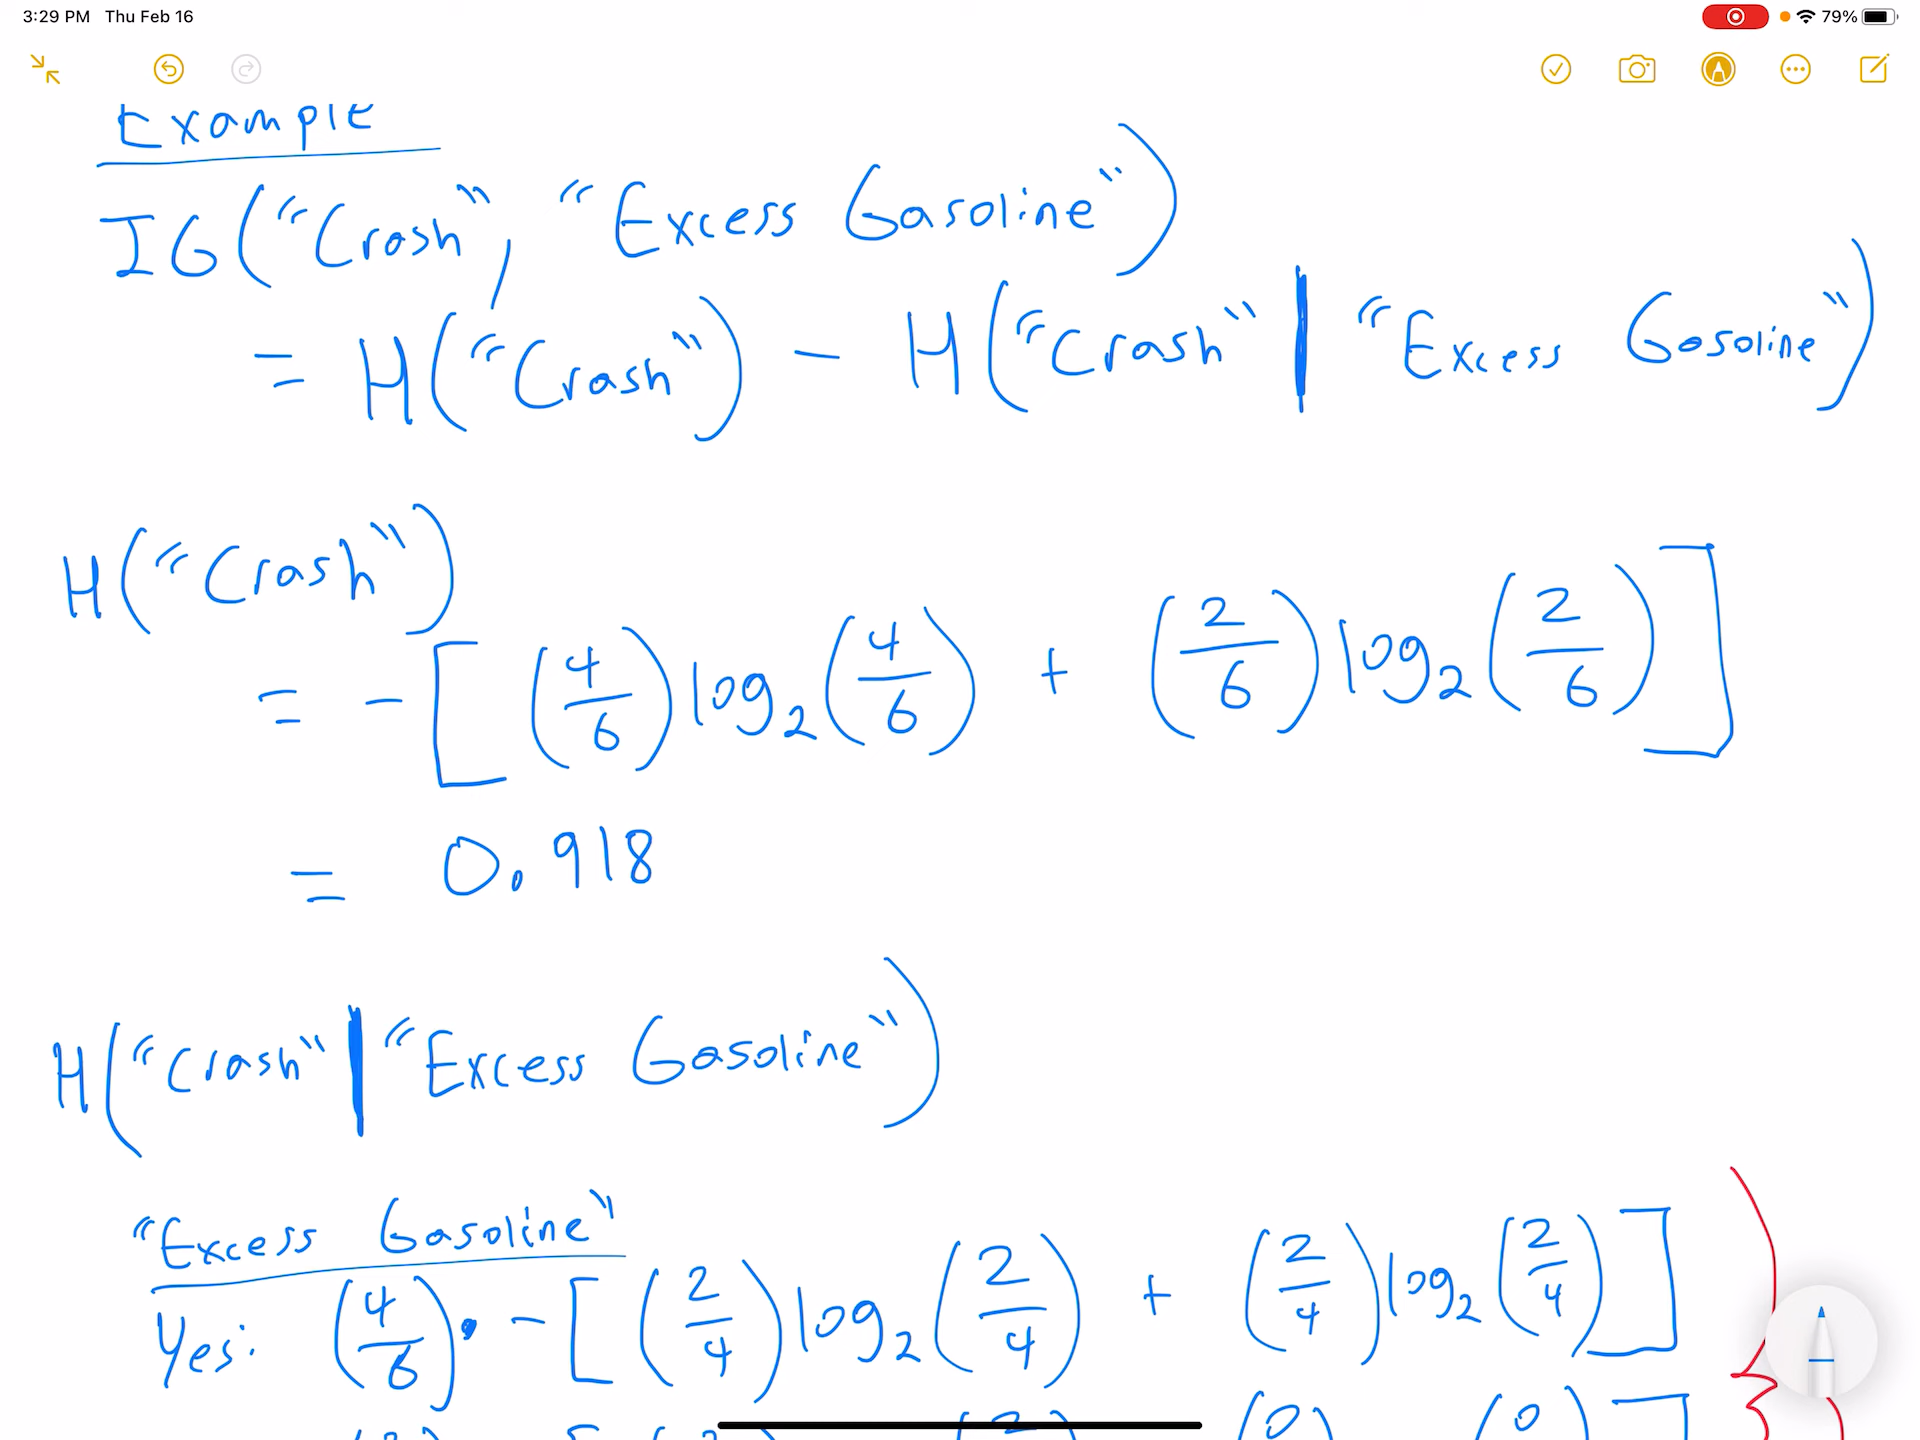 3:29 PM Thu Feb 16
79%
Example
IG("Crash", "Excess Gasoline")
= H("Crash") - H("Crash" | "Excess Gasoline")
H("Crash")
= - [(4/6) log₂(4/6) + (2/6) log₂(2/6)]
= 0.918
H("Crash" | "Excess Gasoline")
"Excess Gasoline"
Yes: (4/6) · - [(2/4) log₂(2/4) + (2/4) log₂(2/4)]